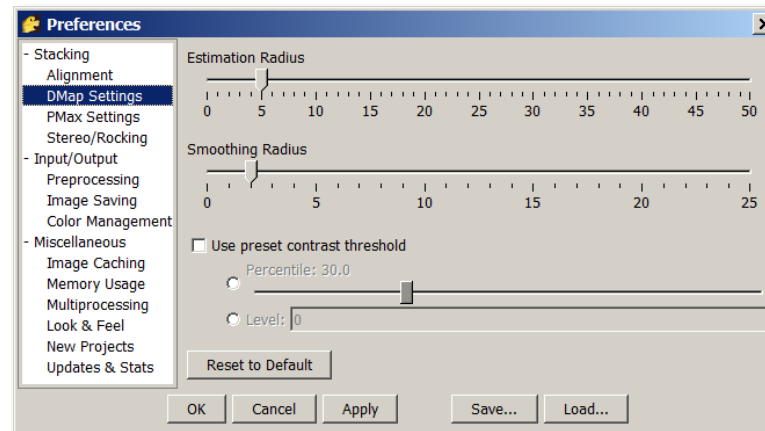 Preferences
- Stacking
Alignment
DMap Settings
PMax Settings
Stereo/Rocking
- Input/Output
Preprocessing
Image Saving
Color Management
- Miscellaneous
Image Caching
Memory Usage
Multiprocessing
Look & Feel
New Projects
Updates & Stats
Estimation Radius
0 5 10 15 20 25 30 35 40 45 50
Smoothing Radius
0 5 10 15 20 25
Use preset contrast threshold
Percentile: 30.0
Level: 0
Reset to Default
OK Cancel Apply Save... Load...